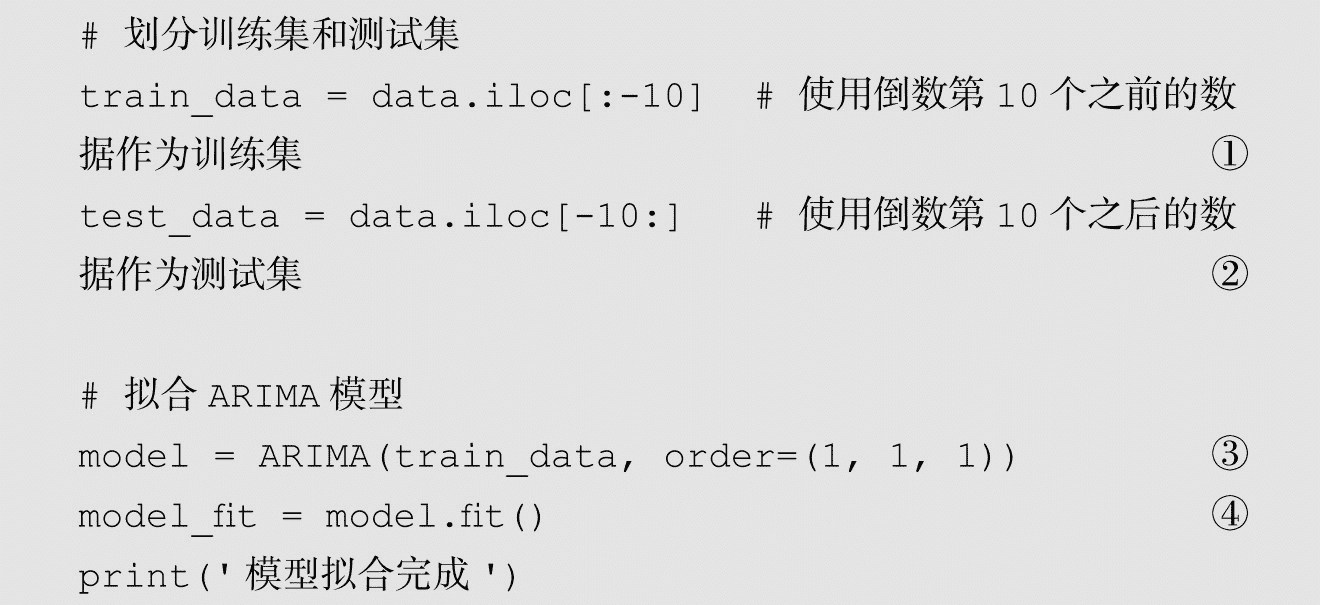 # 划分训练集和测试集
train_data = data.iloc[:-10]  # 使用倒数第 10 个之前的数
据作为训练集 ①
test_data = data.iloc[-10:]   # 使用倒数第 10 个之后的数
据作为测试集 ②
# 拟合 ARIMA 模型
model = ARIMA(train_data, order=(1, 1, 1)) ③
model_fit = model.fit() ④
print('模型拟合完成')